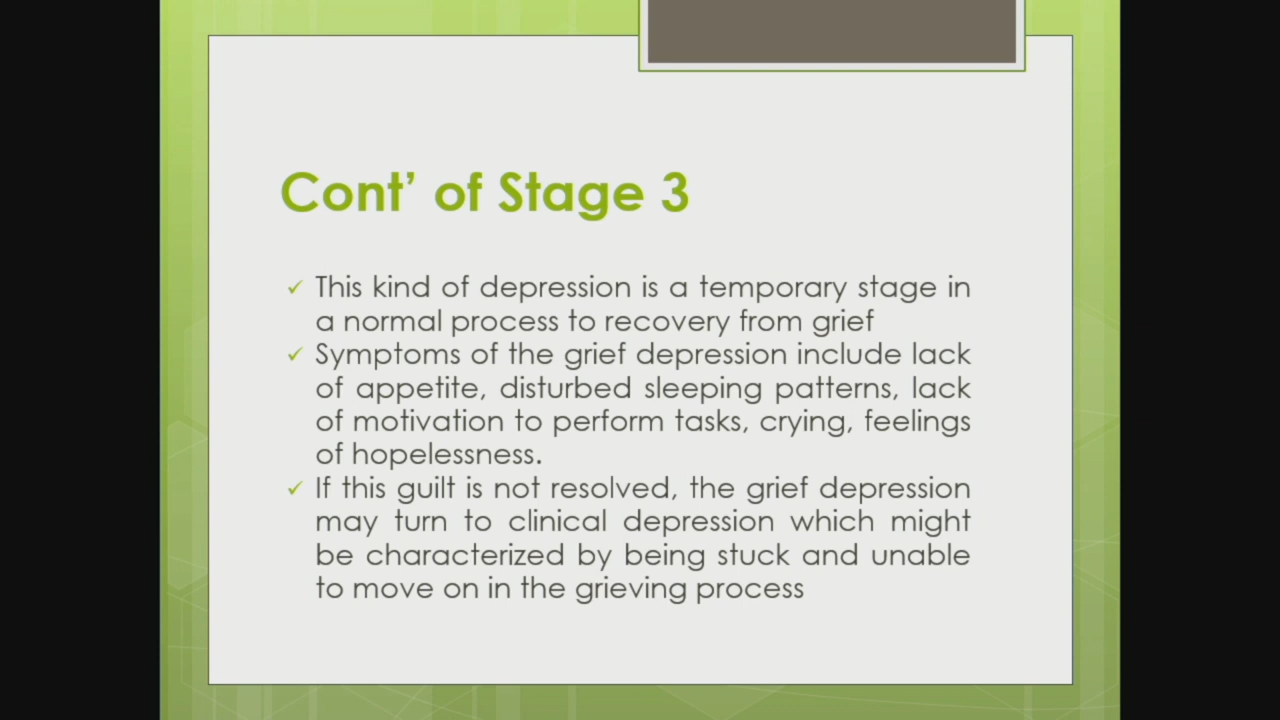 Cont’ of Stage 3
✓ This kind of depression is a temporary stage in
a normal process to recovery from grief
✓ Symptoms of the grief depression include lack
of appetite, disturbed sleeping patterns, lack
of motivation to perform tasks, crying, feelings
of hopelessness.
✓ If this guilt is not resolved, the grief depression
may turn to clinical depression which might
be characterized by being stuck and unable
to move on in the grieving process